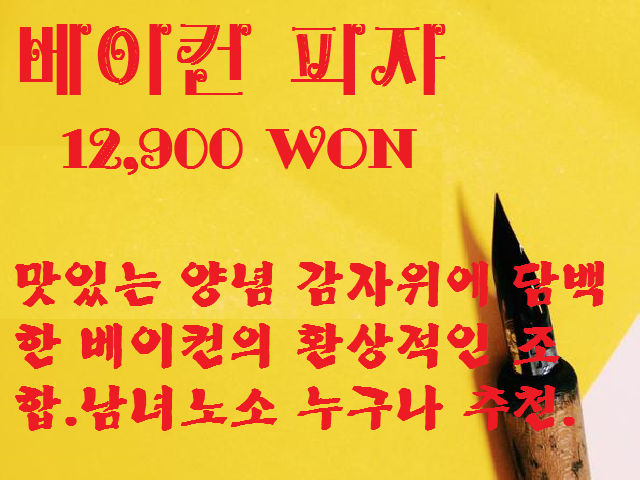 베이컨 피자
12,900 WON
맛있는 양념 감자위에 담백
한 베이컨의 환상적인 조
합.남녀노소 누구나 추천.